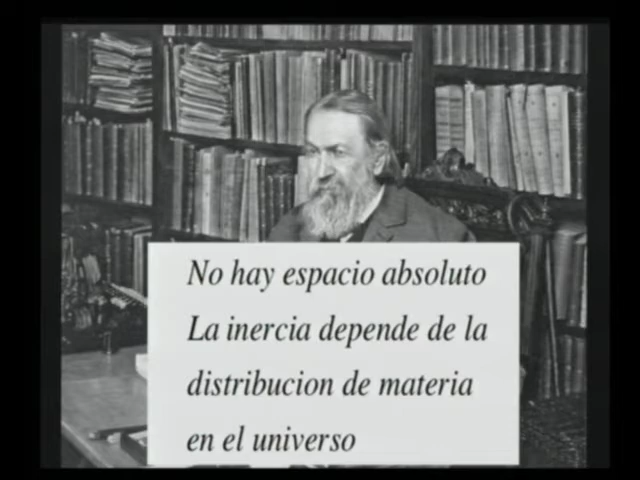 No hay espacio absoluto
La inercia depende de la
distribucion de materia
en el universo